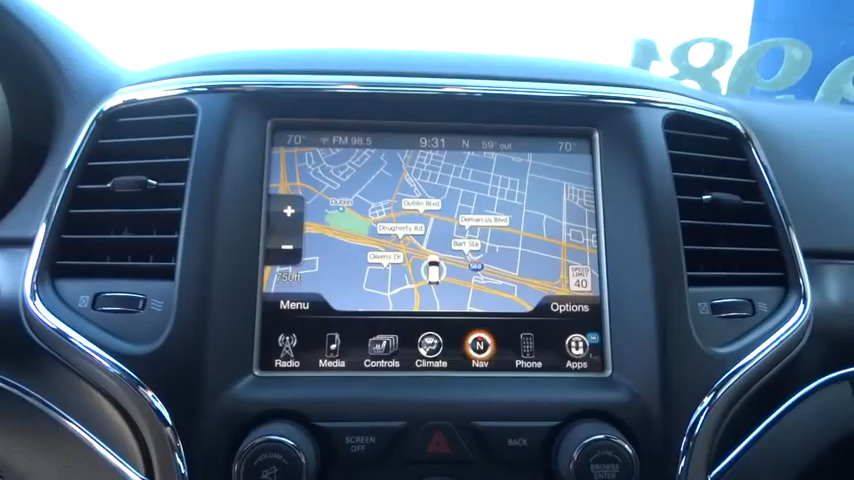 70° FM 98.5 9:31 N 59° out 70°
Dublin
Dublin Blvd
Demarcus Blvd
Dougherty Rd
Bart Sta
Owens Dr
580
750ft
SPEED LIMIT 40
Menu
Options
Radio Media Controls Climate N Nav Phone Apps
SCREEN OFF
BACK
VOLUME
BROWSE
ENTER